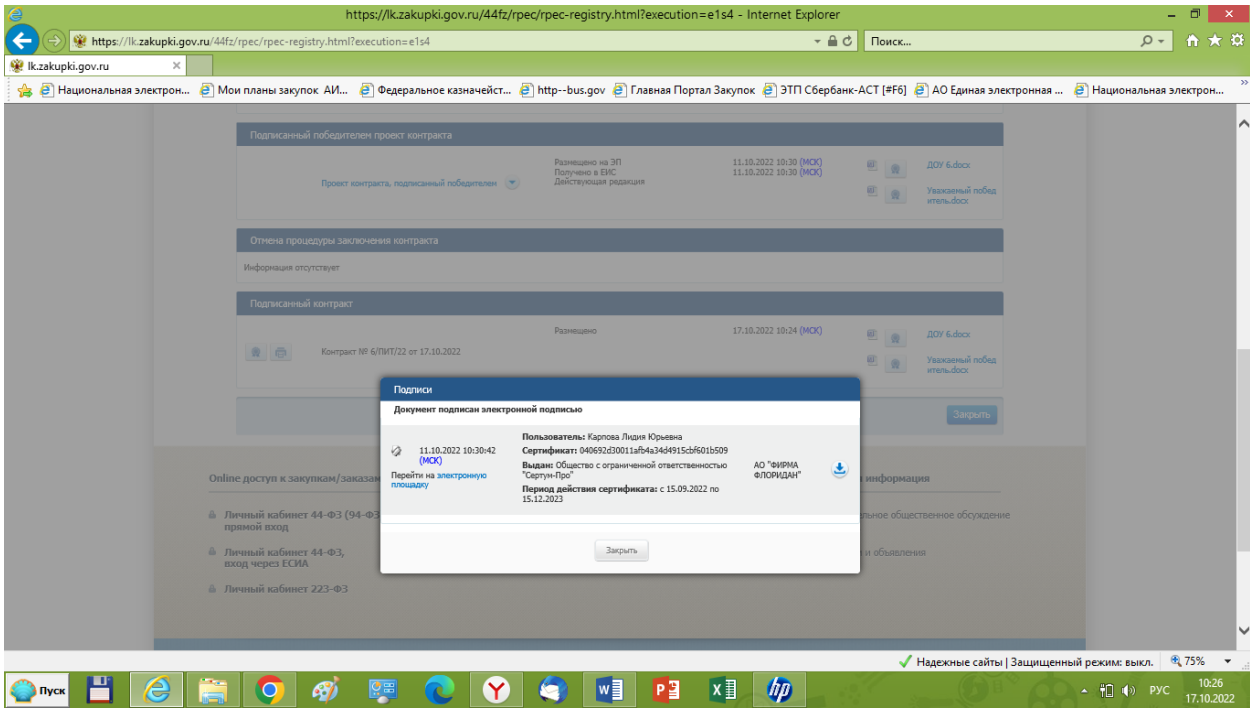 https://lk.zakupki.gov.ru/44fz/rpec/rpec-registry.html?execution=e1s4 - Internet Explorer
https://lk.zakupki.gov.ru/44fz/rpec/rpec-registry.html?execution=e1s4
Поиск...
lk.zakupki.gov.ru
Национальная электрон... Мои планы закупок АИ... Федеральное казначейст... http--bus.gov Главная Портал Закупок ЭТП Сбербанк-АСТ [#F6] АО Единая электронная ... Национальная электрон...
Подписанный победителем проект контракта
Проект контракта, подписанный победителем
Размещено на ЭП 11.10.2022 10:30 (МСК)
Получено в ЕИС 11.10.2022 10:30 (МСК)
Действующая редакция
ДОУ 6.docx
Уважаемый побед
итель.docx
Отмена процедуры заключения контракта
Информация отсутствует
Подписанный контракт
Контракт № 6/ПИТ/22 от 17.10.2022
Размещено 17.10.2022 10:24 (МСК)
ДОУ 6.docx
Уважаемый побед
итель.docx
Закрыть
Подписи
Документ подписан электронной подписью
11.10.2022 10:30:42
(МСК)
Перейти на электронную
площадку
Пользователь: Карпова Лидия Юрьевна
Сертификат: 040692d30011afb4a34d4915cbf601b509
Выдан: Общество с ограниченной ответственностью
"Сертум-Про"
Период действия сертификата: с 15.09.2022 по
15.12.2023
АО "ФИРМА
ФЛОРИДАН"
Закрыть
Online доступ к закупкам/заказам
информация
Личный кабинет 44-ФЗ (94-ФЗ
прямой вход
Личный кабинет 44-ФЗ,
вход через ЕСИА
Личный кабинет 223-ФЗ
общественное обсуждение
и объявления
Надежные сайты | Защищенный режим: выкл. 75%
Пуск
РУС
10:26
17.10.2022